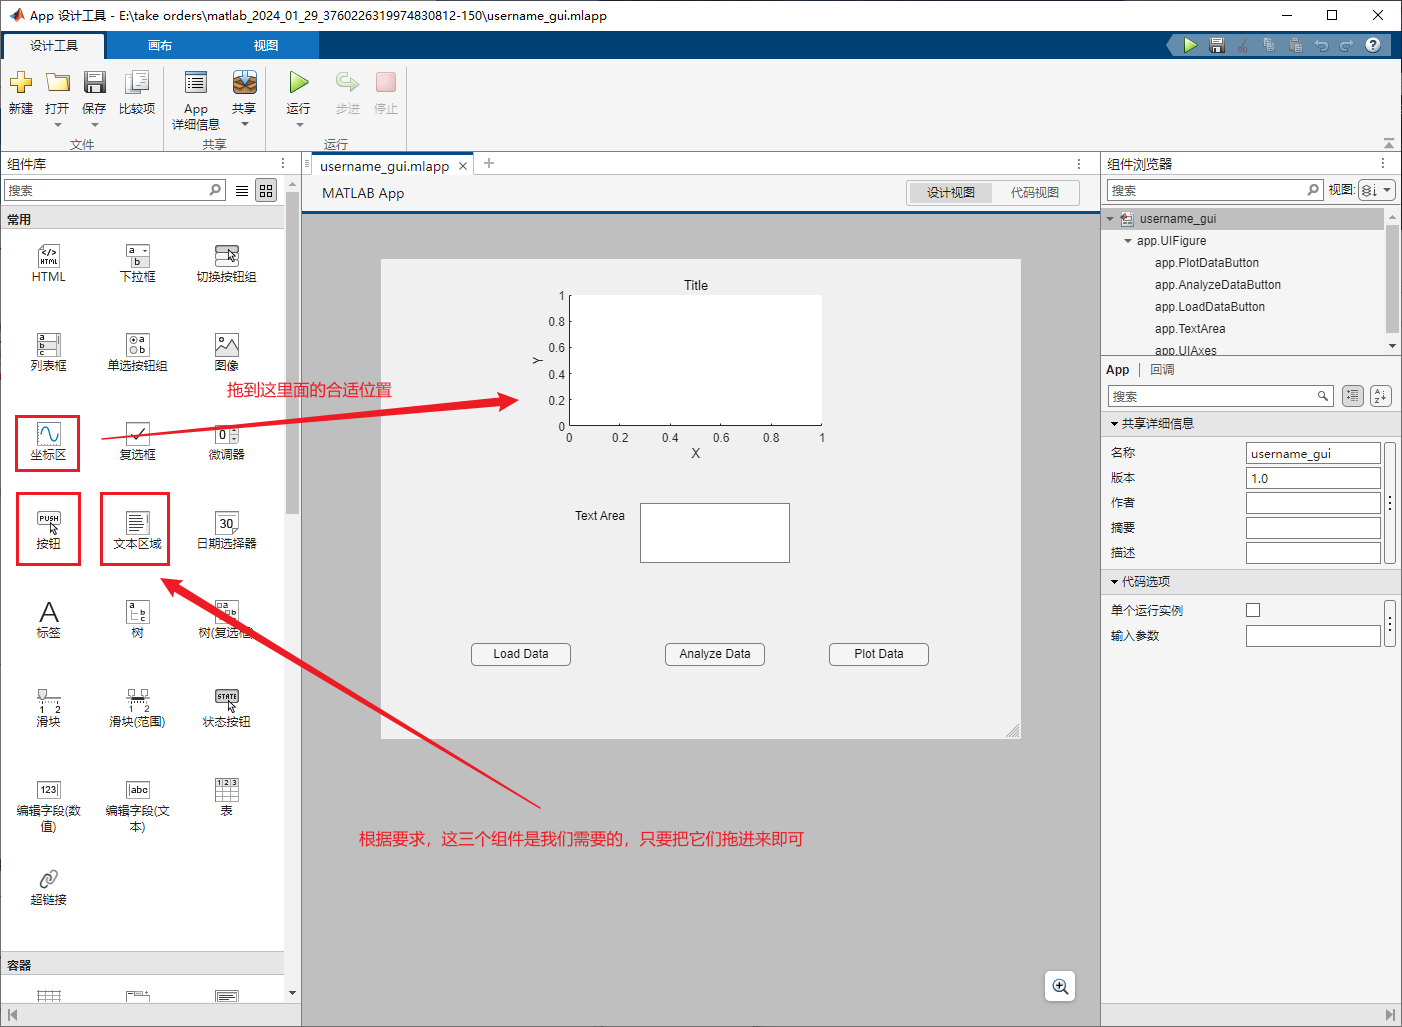 App 设计工具 - E:\take orders\matlab_2024_01_29_3760226319974830812-150\username_gui.mlapp
设计工具
画布
视图
新建
打开
保存
比较项
App
详细信息
共享
运行
步进
停止
文件
共享
运行
组件库
搜索
常用
HTML
下拉框
切换按钮组
列表框
单选按钮组
图像
坐标区
复选框
微调器
按钮
文本区域
日期选择器
标签
树
树(复选框)
滑块
滑块(范围)
状态按钮
编辑字段(数
值)
编辑字段(文
本)
表
超链接
容器
username_gui.mlapp
MATLAB App
设计视图
代码视图
Title
1
0.8
0.6
0.4
0.2
0
Y
0
0.2
0.4
0.6
0.8
1
X
拖到这里面的合适位置
Text Area
Load Data
Analyze Data
Plot Data
根据要求，这三个组件是我们需要的，只要把它们拖进来即可
组件浏览器
搜索
视图:
username_gui
app.UIFigure
app.PlotDataButton
app.AnalyzeDataButton
app.LoadDataButton
app.TextArea
app.UIAxes
App
回调
搜索
共享详细信息
名称
username_gui
版本
1.0
作者
摘要
描述
代码选项
单个运行实例
输入参数